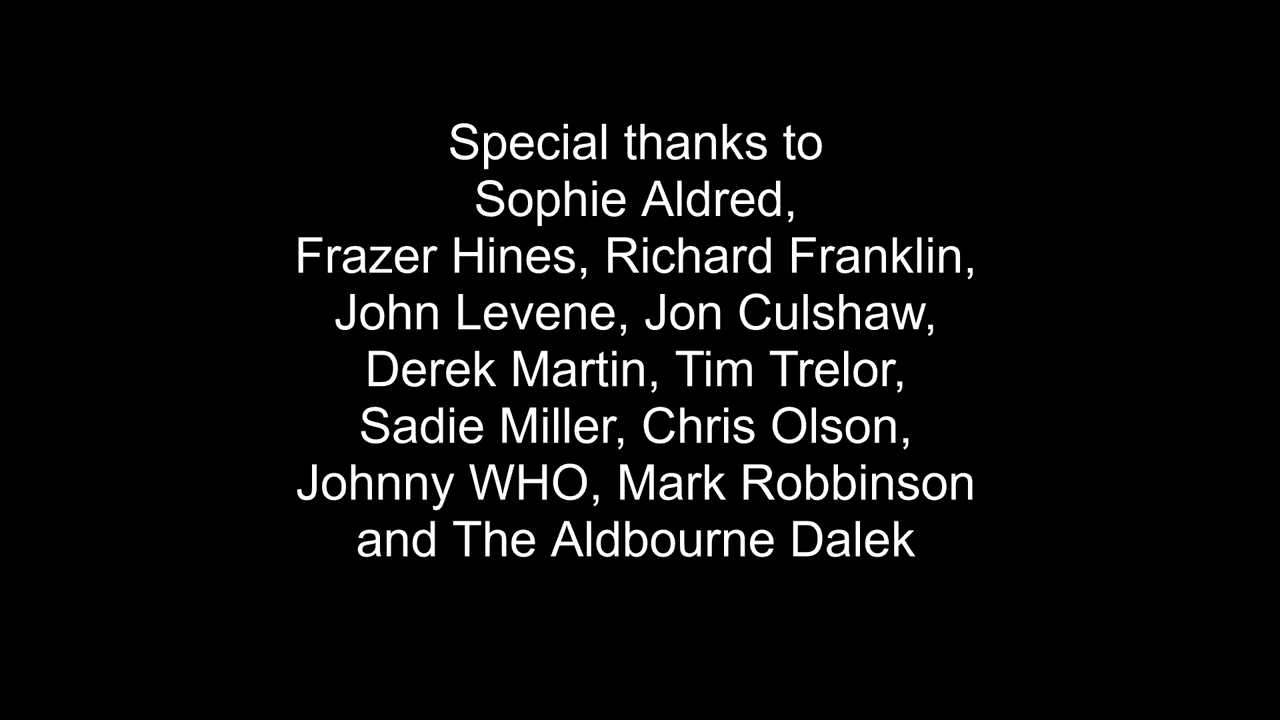 Special thanks to
Sophie Aldred,
Frazer Hines, Richard Franklin,
John Levene, Jon Culshaw,
Derek Martin, Tim Trelor,
Sadie Miller, Chris Olson,
Johnny WHO, Mark Robbinson
and The Aldbourne Dalek